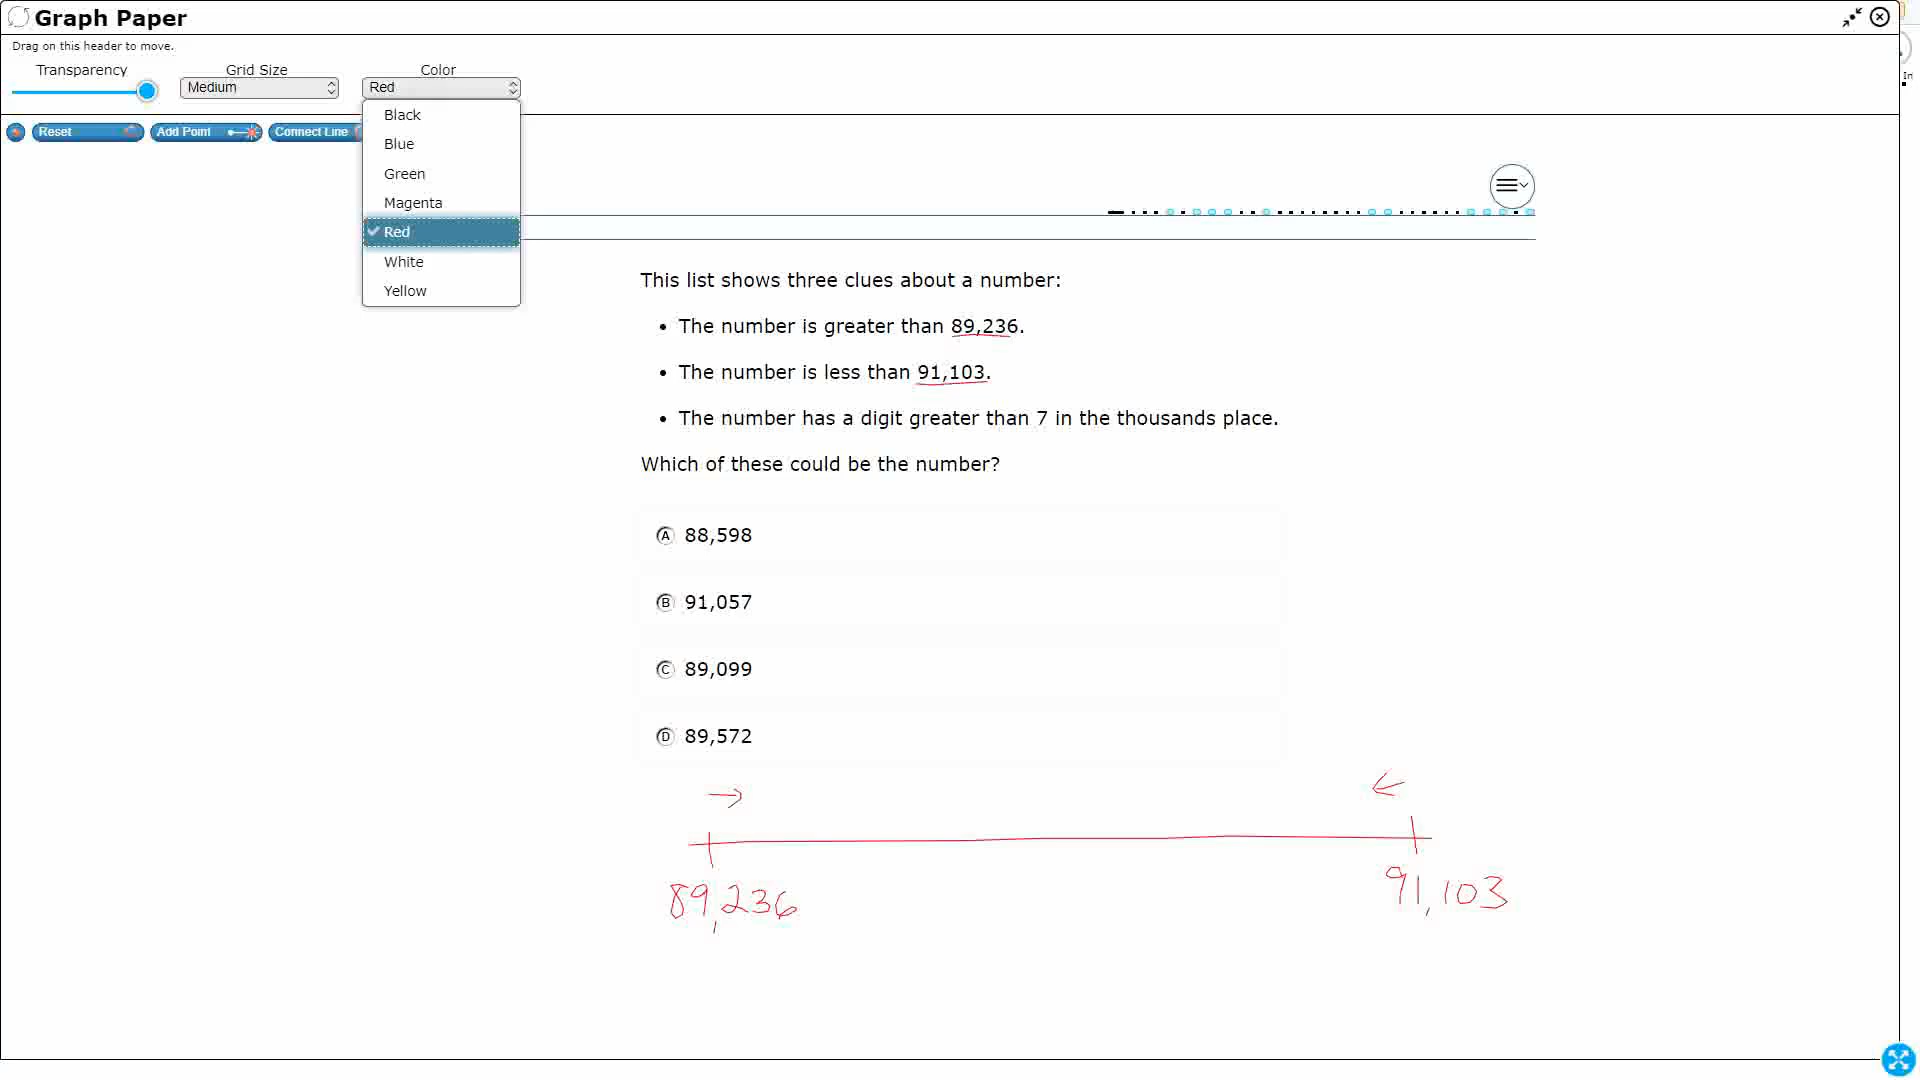 Graph Paper
Drag on this header to move.
Transparency Grid Size Color
Medium Red
Black
Reset Add Point Connect Line
Blue
Green
Magenta
Red
White
Yellow
This list shows three clues about a number:
• The number is greater than 89,236.
• The number is less than 91,103.
• The number has a digit greater than 7 in the thousands place.
Which of these could be the number?
A 88,598
B 91,057
C 89,099
D 89,572
89,236 91,103